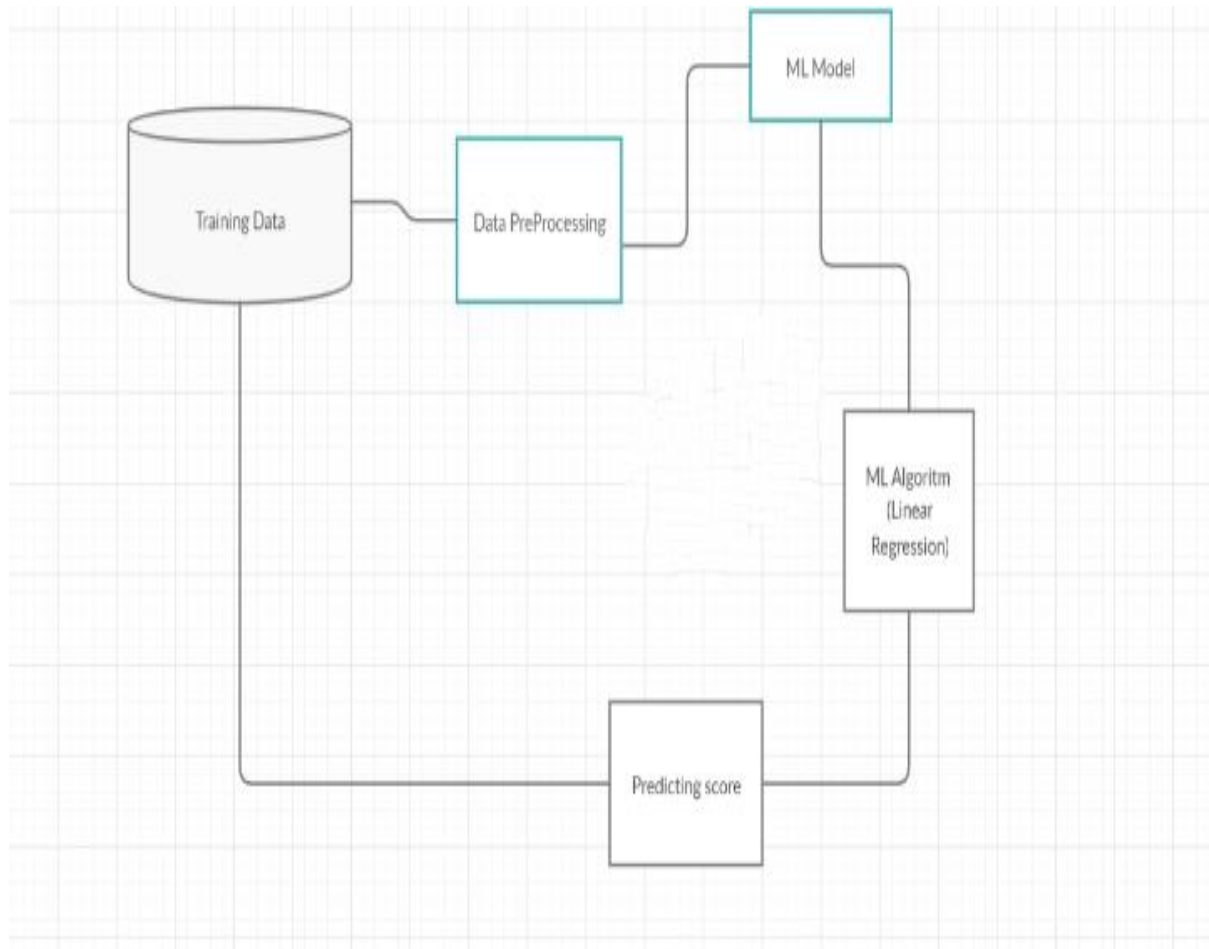 ML Model
Training Data
Data PreProcessing
ML Algoritm
(Linear
Regression)
Predicting score